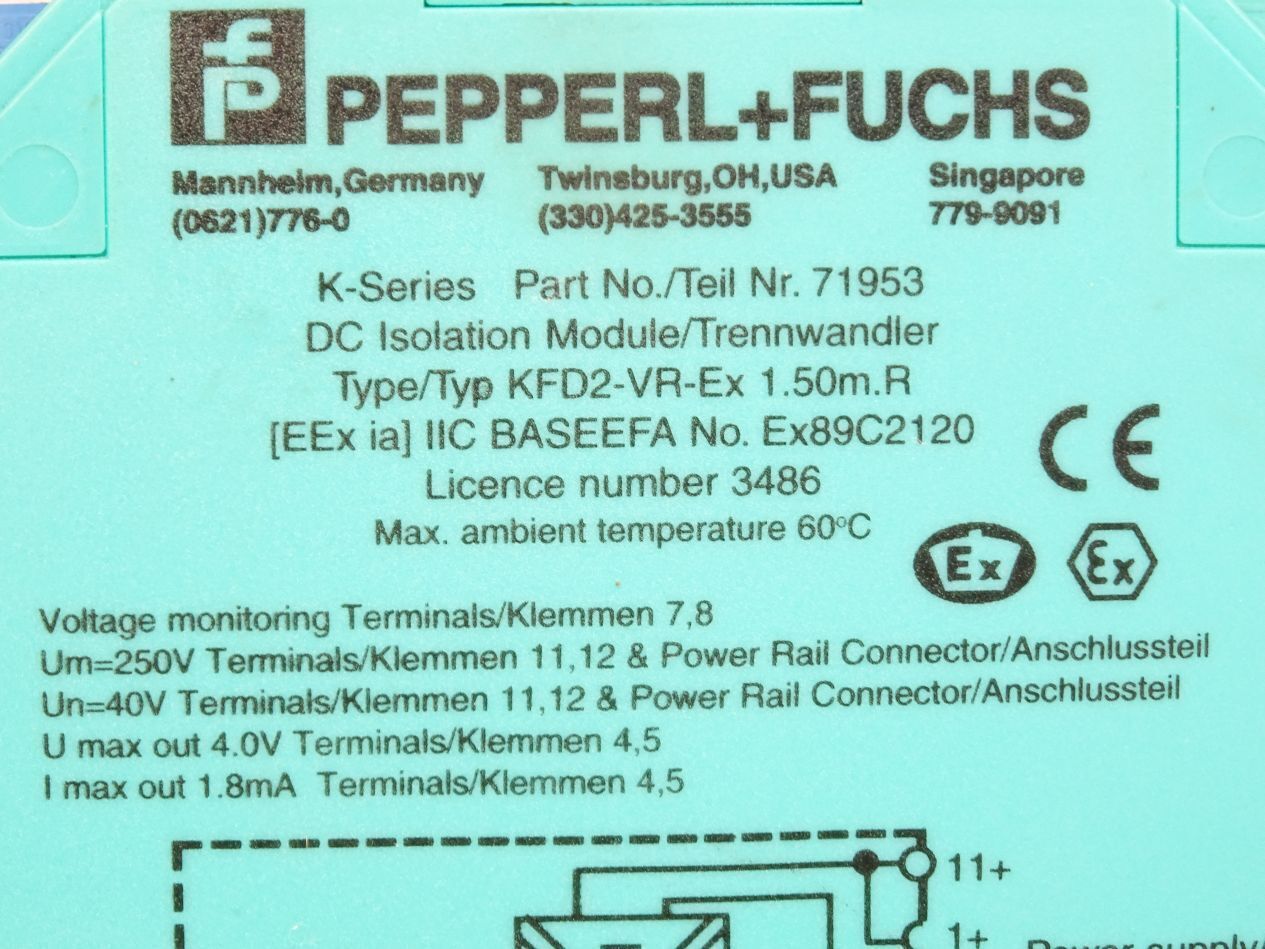 PEPPERL+FUCHS
Mannheim,Germany Twinsburg,OH,USA Singapore
(0621)776-0 (330)425-3555 779-9091
K-Series Part No./Teil Nr. 71953
DC Isolation Module/Trennwandler
Type/Typ KFD2-VR-Ex 1.50m.R
[EEx ia] IIC BASEEFA No. Ex89C2120
Licence number 3486
CE
Max. ambient temperature 60°C
Ex Ex
Voltage monitoring Terminals/Klemmen 7,8
Um=250V Terminals/Klemmen 11,12 & Power Rail Connector/Anschlussteil
Un=40V Terminals/Klemmen 11,12 & Power Rail Connector/Anschlussteil
U max out 4.0V Terminals/Klemmen 4,5
I max out 1.8mA Terminals/Klemmen 4,5
11+
1+
Power supply/